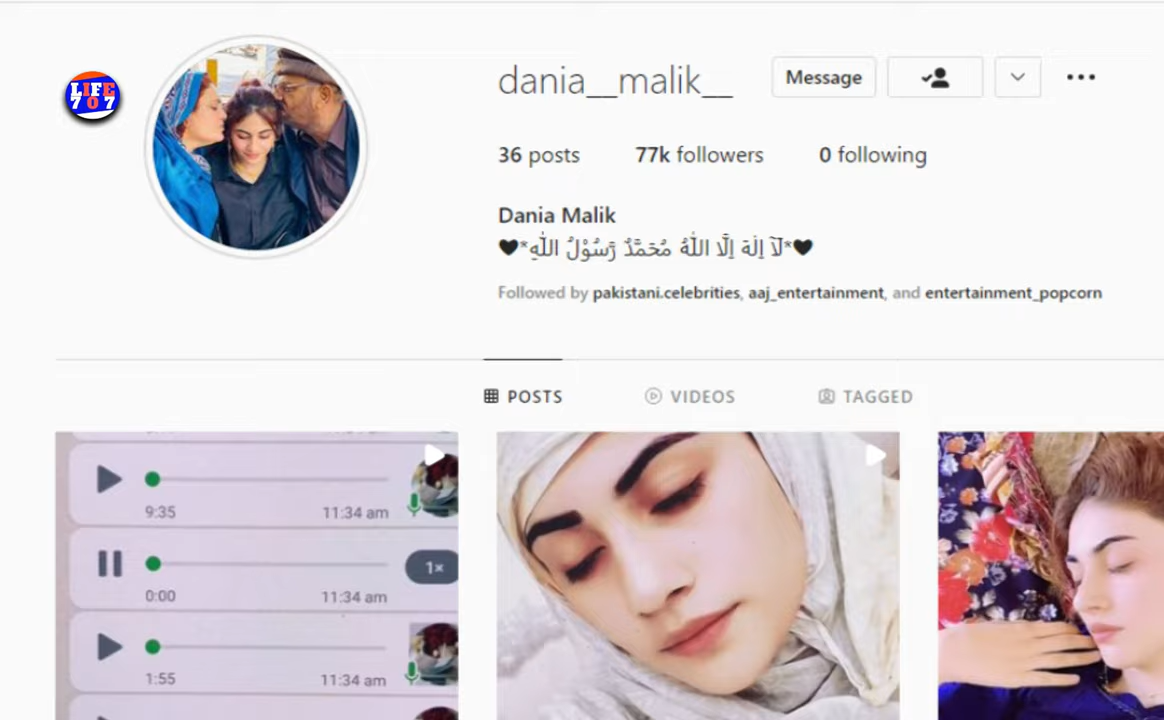 LIFE
707
dania__malik__ Message
36 posts 77k followers 0 following
Dania Malik
🖤*لَآ اِلٰهَ اِلَّا اللّٰهُ مُحَمَّدٌ رَّسُوْلُ اللّٰهِ*🖤
Followed by pakistani.celebrities, aaj_entertainment, and entertainment_popcorn
POSTS VIDEOS TAGGED
9:35 11:34 am
1×
0:00 11:34 am
1:55 11:34 am